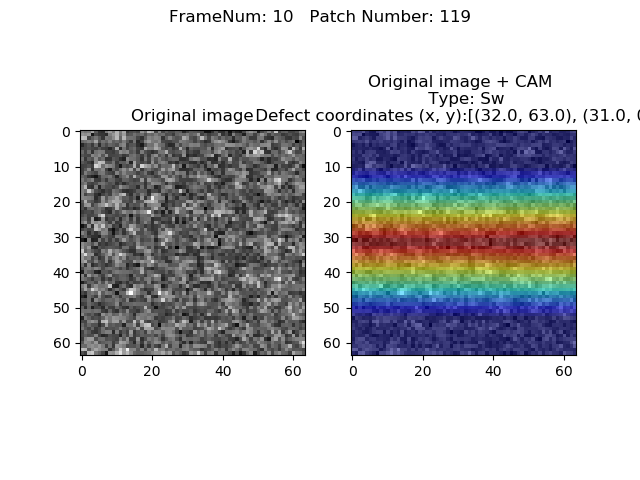 FrameNum: 10   Patch Number: 119
Original image + CAM
Type: Sw
Original image
Defect coordinates (x, y):[(32.0, 63.0), (31.0, 0
0
10
20
30
40
50
60
0 20 40 60
0
10
20
30
40
50
60
0 20 40 60